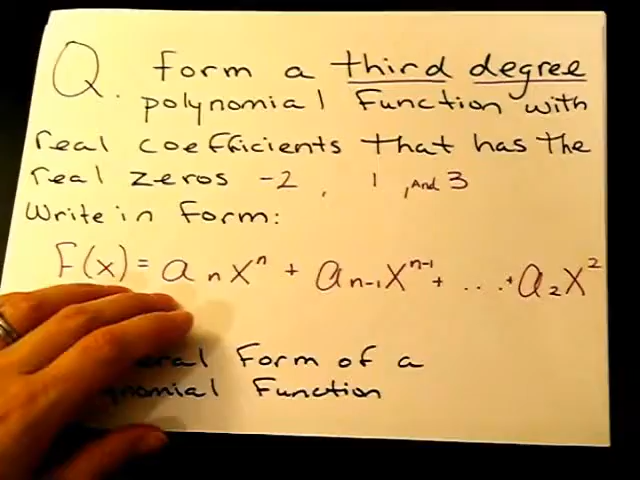 Q. Form a third degree
polynomial Function with
real coefficients that has the
real zeros -2, 1, And 3
Write in Form:
F(x) = aₙxⁿ + aₙ₋₁xⁿ⁻¹ + ... + a₂x²
Form of a
Function